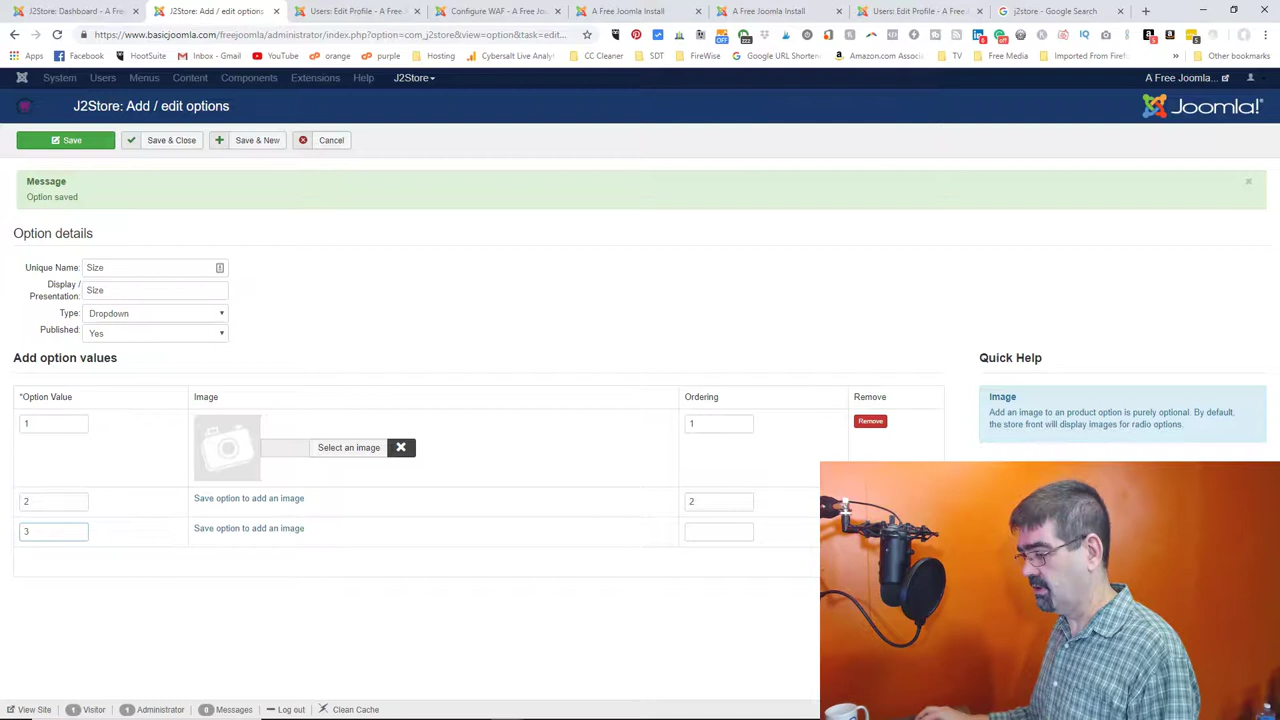 J2Store: Dashboard - A Free
J2Store: Add / edit options
Users: Edit Profile - A Free
Configure WAF - A Free Jo
A Free Joomla Install
A Free Joomla Install
Users: Edit Profile - A Free
j2store - Google Search
https://www.basicjoomla.com/freejoomla/administrator/index.php?option=com_j2store&view=option&task=edit...
Apps
Facebook
HootSuite
Inbox - Gmail
YouTube
orange
purple
Hosting
SDT
Cybersalt Live Analy
CC Cleaner
Google URL Shorten
Amazon.com Associ
TV
Free Media
Imported From Firef
Other bookmarks
System Users Menus Content Components Extensions Help J2Store
A Free Joomla...
J2Store: Add / edit options
Joomla!
Save
Save & Close
Save & New
Cancel
Message
Option saved
Option details
Unique Name: Size
Display / Presentation: Size
Type: Dropdown
Published: Yes
Add option values
Quick Help
*Option Value Image Ordering Remove
Image
Add an image to an product option is purely optional. By default,
the store front will display images for radio options.
1 Select an image 1 Remove
2 Save option to add an image 2
3 Save option to add an image
View Site 1 Visitor 1 Administrator 0 Messages Log out Clean Cache